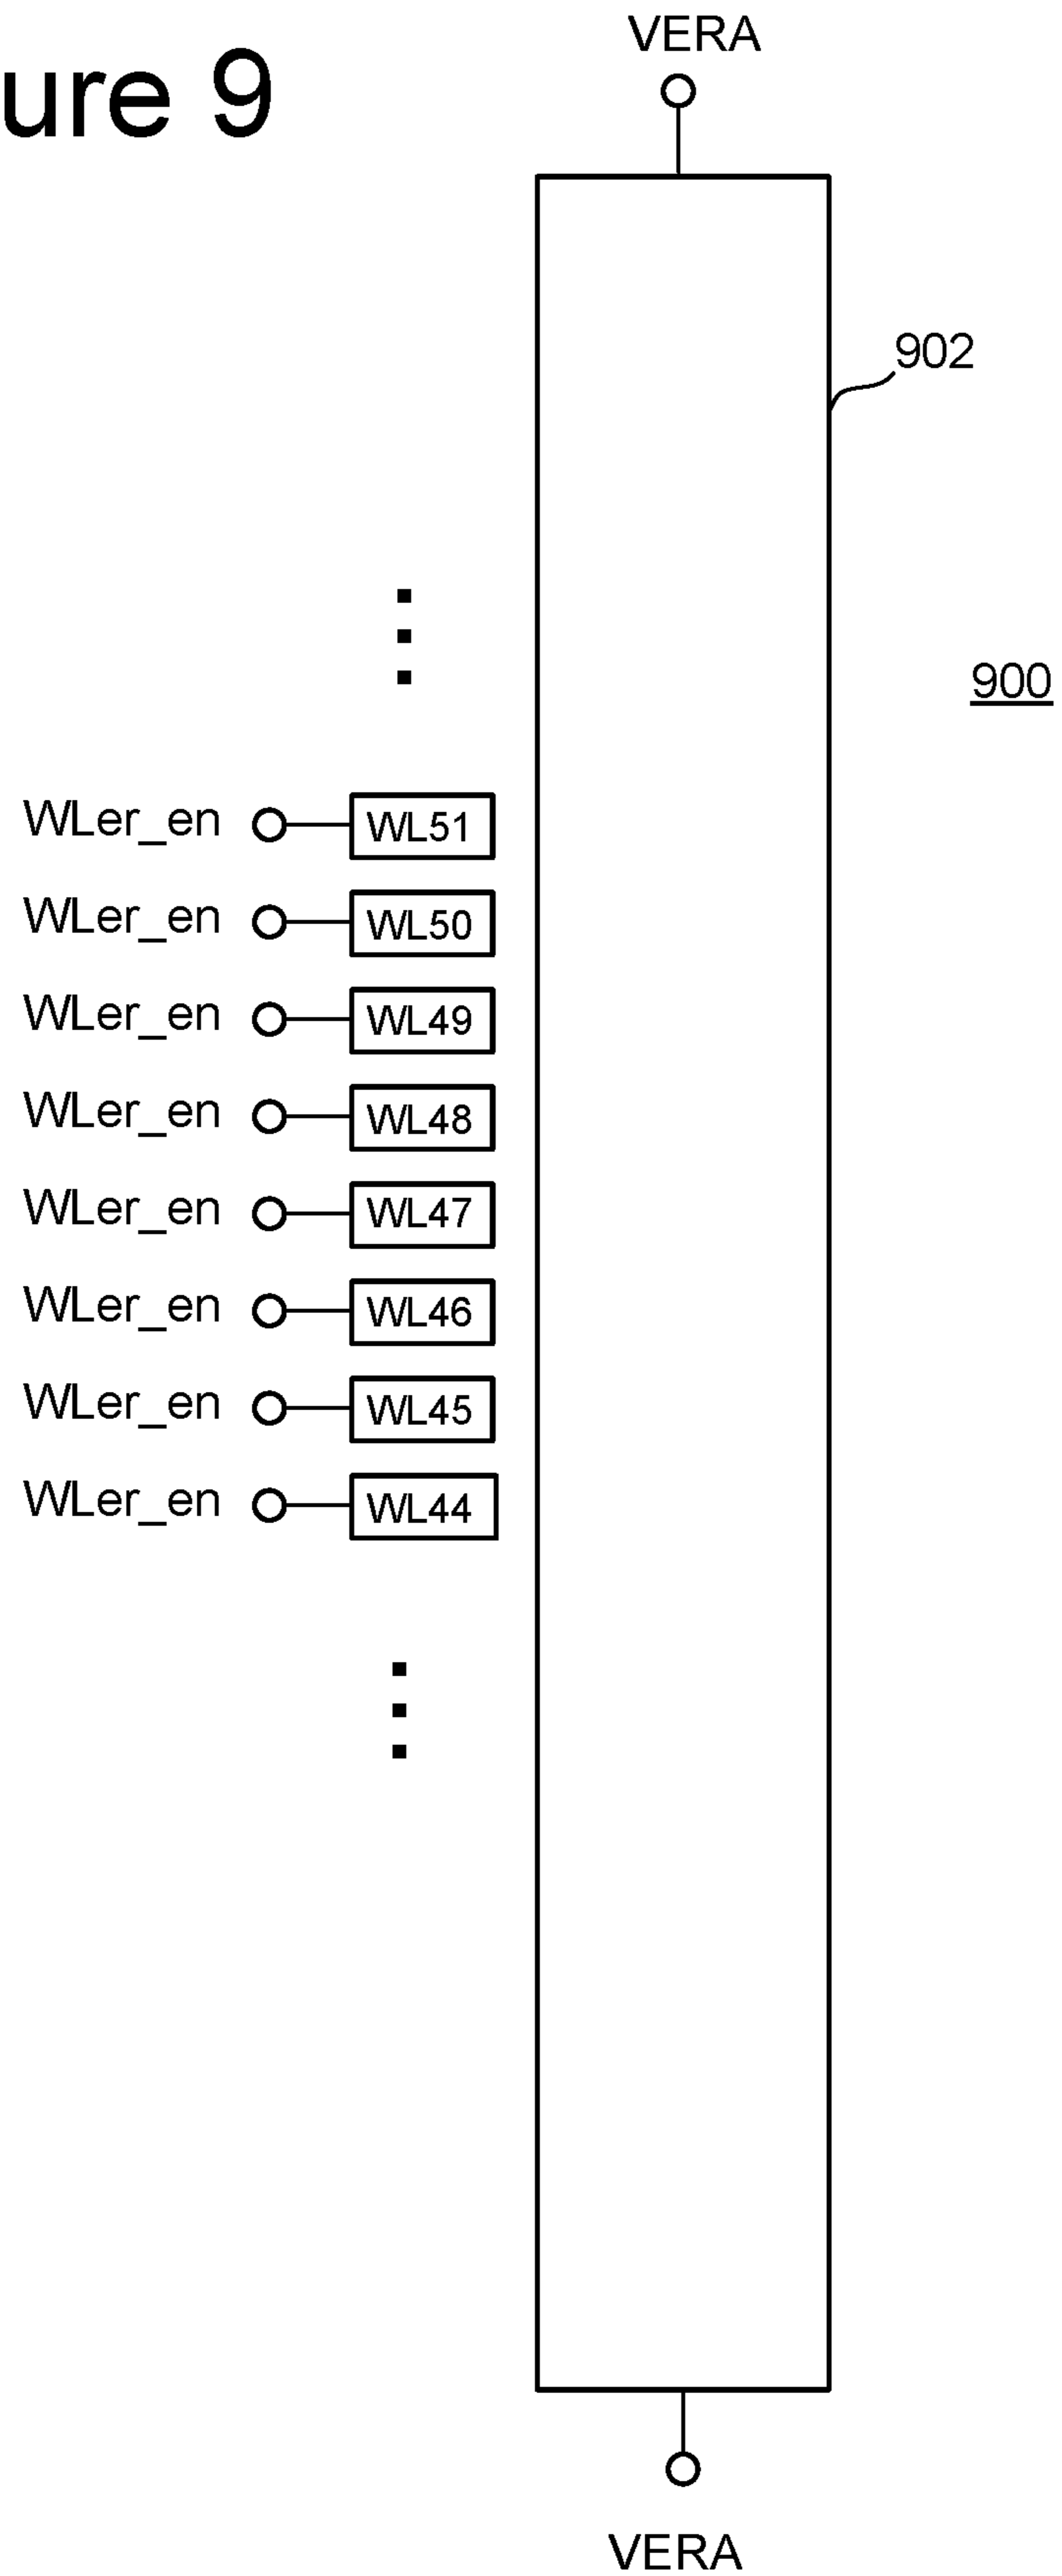 ure 9
VERA
902
900
WLer_en WL51
WLer_en WL50
WLer_en WL49
WLer_en WL48
WLer_en WL47
WLer_en WL46
WLer_en WL45
WLer_en WL44
VERA